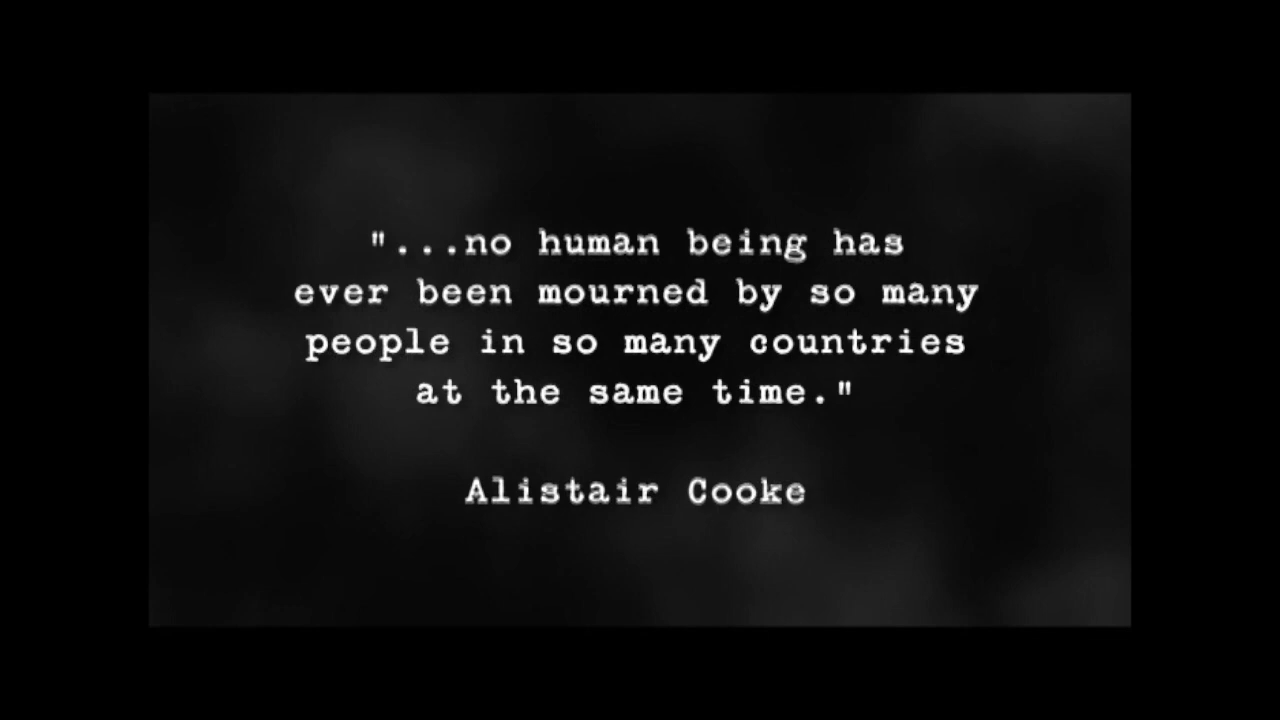 "...no human being has
ever been mourned by so many
people in so many countries
at the same time."
Alistair Cooke